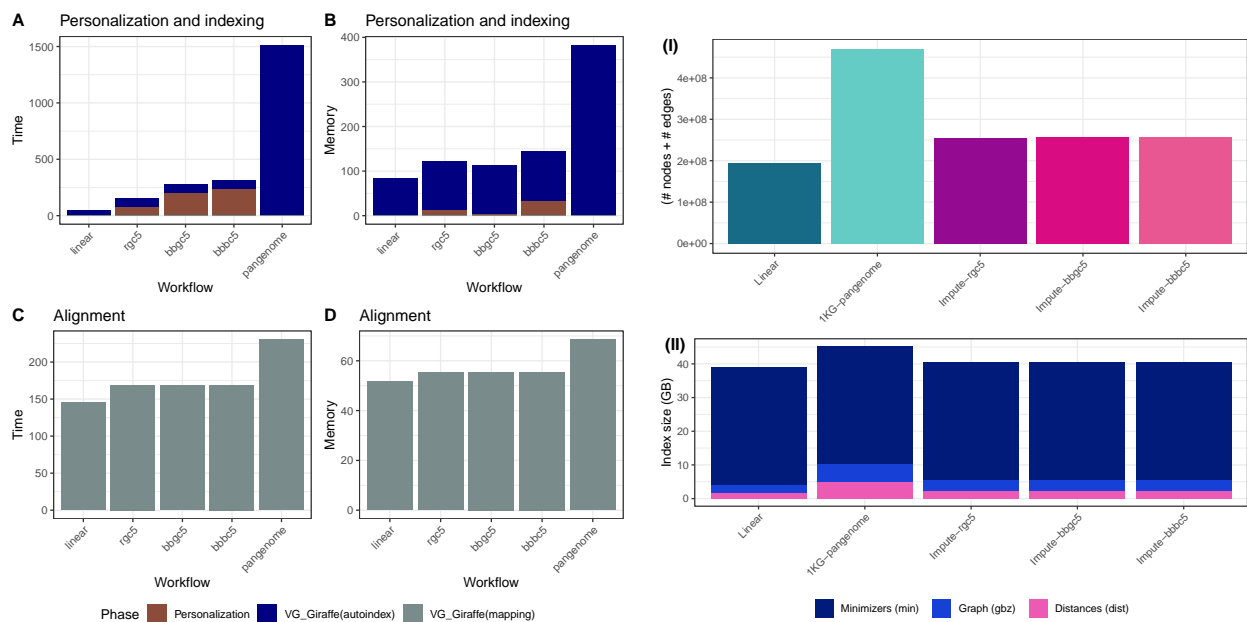 A Personalization and indexing
Time
1500
1000
500
0
linear
rgc5
bbgc5
bbbc5
pangenome
Workflow
B Personalization and indexing
Memory
400
300
200
100
0
linear
rgc5
bbgc5
bbbc5
pangenome
Workflow
C Alignment
Time
200
150
100
50
0
linear
rgc5
bbgc5
bbbc5
pangenome
Workflow
D Alignment
Memory
60
40
20
0
linear
rgc5
bbgc5
bbbc5
pangenome
Workflow
Phase Personalization VG_Giraffe(autoindex) VG_Giraffe(mapping)
(I)
(# nodes + # edges)
4e+08
3e+08
2e+08
1e+08
0e+00
Linear
1KG−pangenome
Impute−rgc5
Impute−bbgc5
Impute−bbbc5
(II)
Index size (GB)
40
30
20
10
0
Linear
1KG−pangenome
Impute−rgc5
Impute−bbgc5
Impute−bbbc5
Minimizers (min) Graph (gbz) Distances (dist)